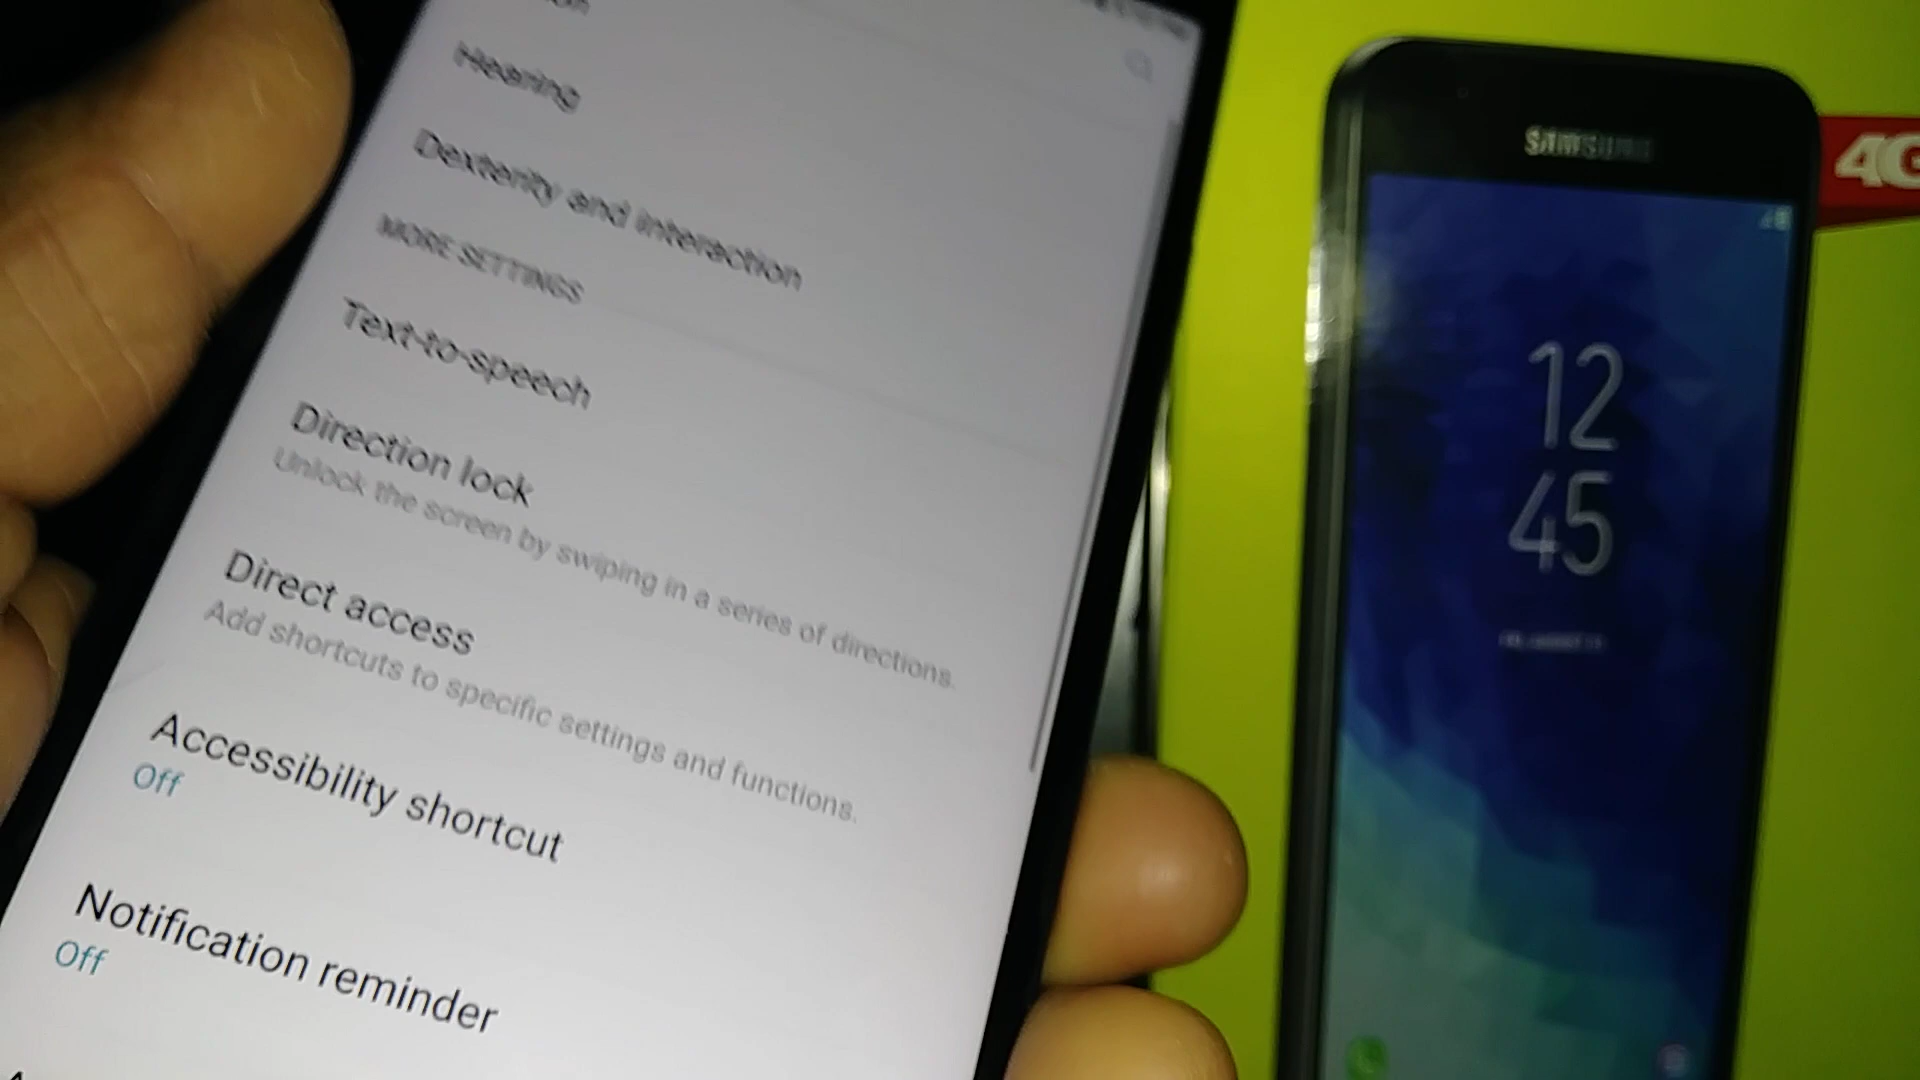 Hearing
Dexterity and interaction
MORE SETTINGS
Text-to-speech
Direction lock
Unlock the screen by swiping in a series of directions.
Direct access
Add shortcuts to specific settings and functions.
Accessibility shortcut
Off
Notification reminder
Off
SAMSUNG
4G
12
45